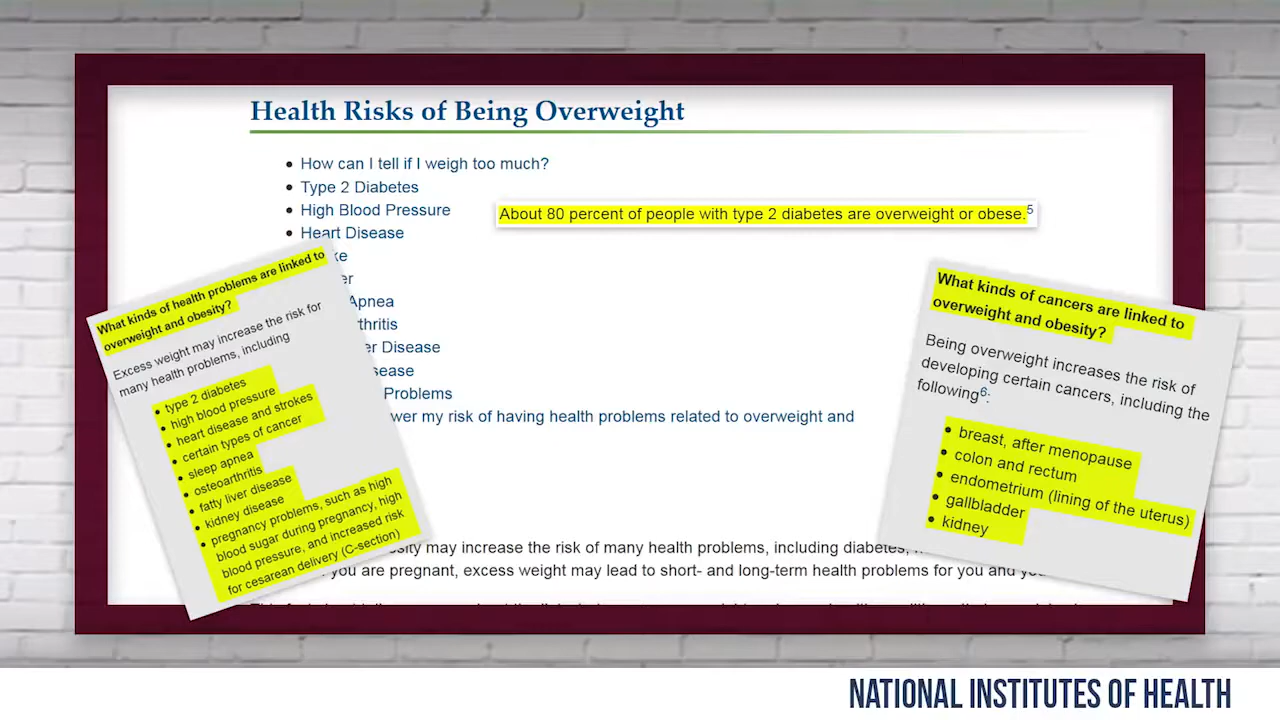 Health Risks of Being Overweight
How can I tell if I weigh too much?
Type 2 Diabetes
High Blood Pressure
About 80 percent of people with type 2 diabetes are overweight or obese.5
Heart Disease
Apnea
er Disease
Problems
wer my risk of having health problems related to overweight and
What kinds of health problems are linked to
overweight and obesity?
Excess weight may increase the risk for
many health problems, including
type 2 diabetes
high blood pressure
heart disease and strokes
certain types of cancer
sleep apnea
osteoarthritis
fatty liver disease
kidney disease
pregnancy problems, such as high
blood sugar during pregnancy, high
blood pressure, and increased risk
for cesarean delivery (C-section)
What kinds of cancers are linked to
overweight and obesity?
Being overweight increases the risk of
developing certain cancers, including the
following6:
breast, after menopause
colon and rectum
endometrium (lining of the uterus)
gallbladder
kidney
may increase the risk of many health problems, including diabetes,
you are pregnant, excess weight may lead to short- and long-term health problems for you and
NATIONAL INSTITUTES OF HEALTH